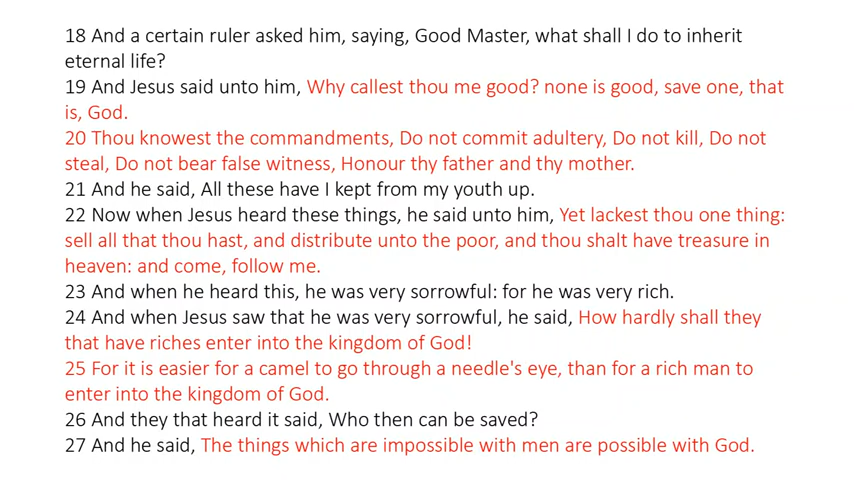 18 And a certain ruler asked him, saying, Good Master, what shall I do to inherit
eternal life?
19 And Jesus said unto him, Why callest thou me good? none is good, save one, that
is, God.
20 Thou knowest the commandments, Do not commit adultery, Do not kill, Do not
steal, Do not bear false witness, Honour thy father and thy mother.
21 And he said, All these have I kept from my youth up.
22 Now when Jesus heard these things, he said unto him, Yet lackest thou one thing:
sell all that thou hast, and distribute unto the poor, and thou shalt have treasure in
heaven: and come, follow me.
23 And when he heard this, he was very sorrowful: for he was very rich.
24 And when Jesus saw that he was very sorrowful, he said, How hardly shall they
that have riches enter into the kingdom of God!
25 For it is easier for a camel to go through a needle's eye, than for a rich man to
enter into the kingdom of God.
26 And they that heard it said, Who then can be saved?
27 And he said, The things which are impossible with men are possible with God.